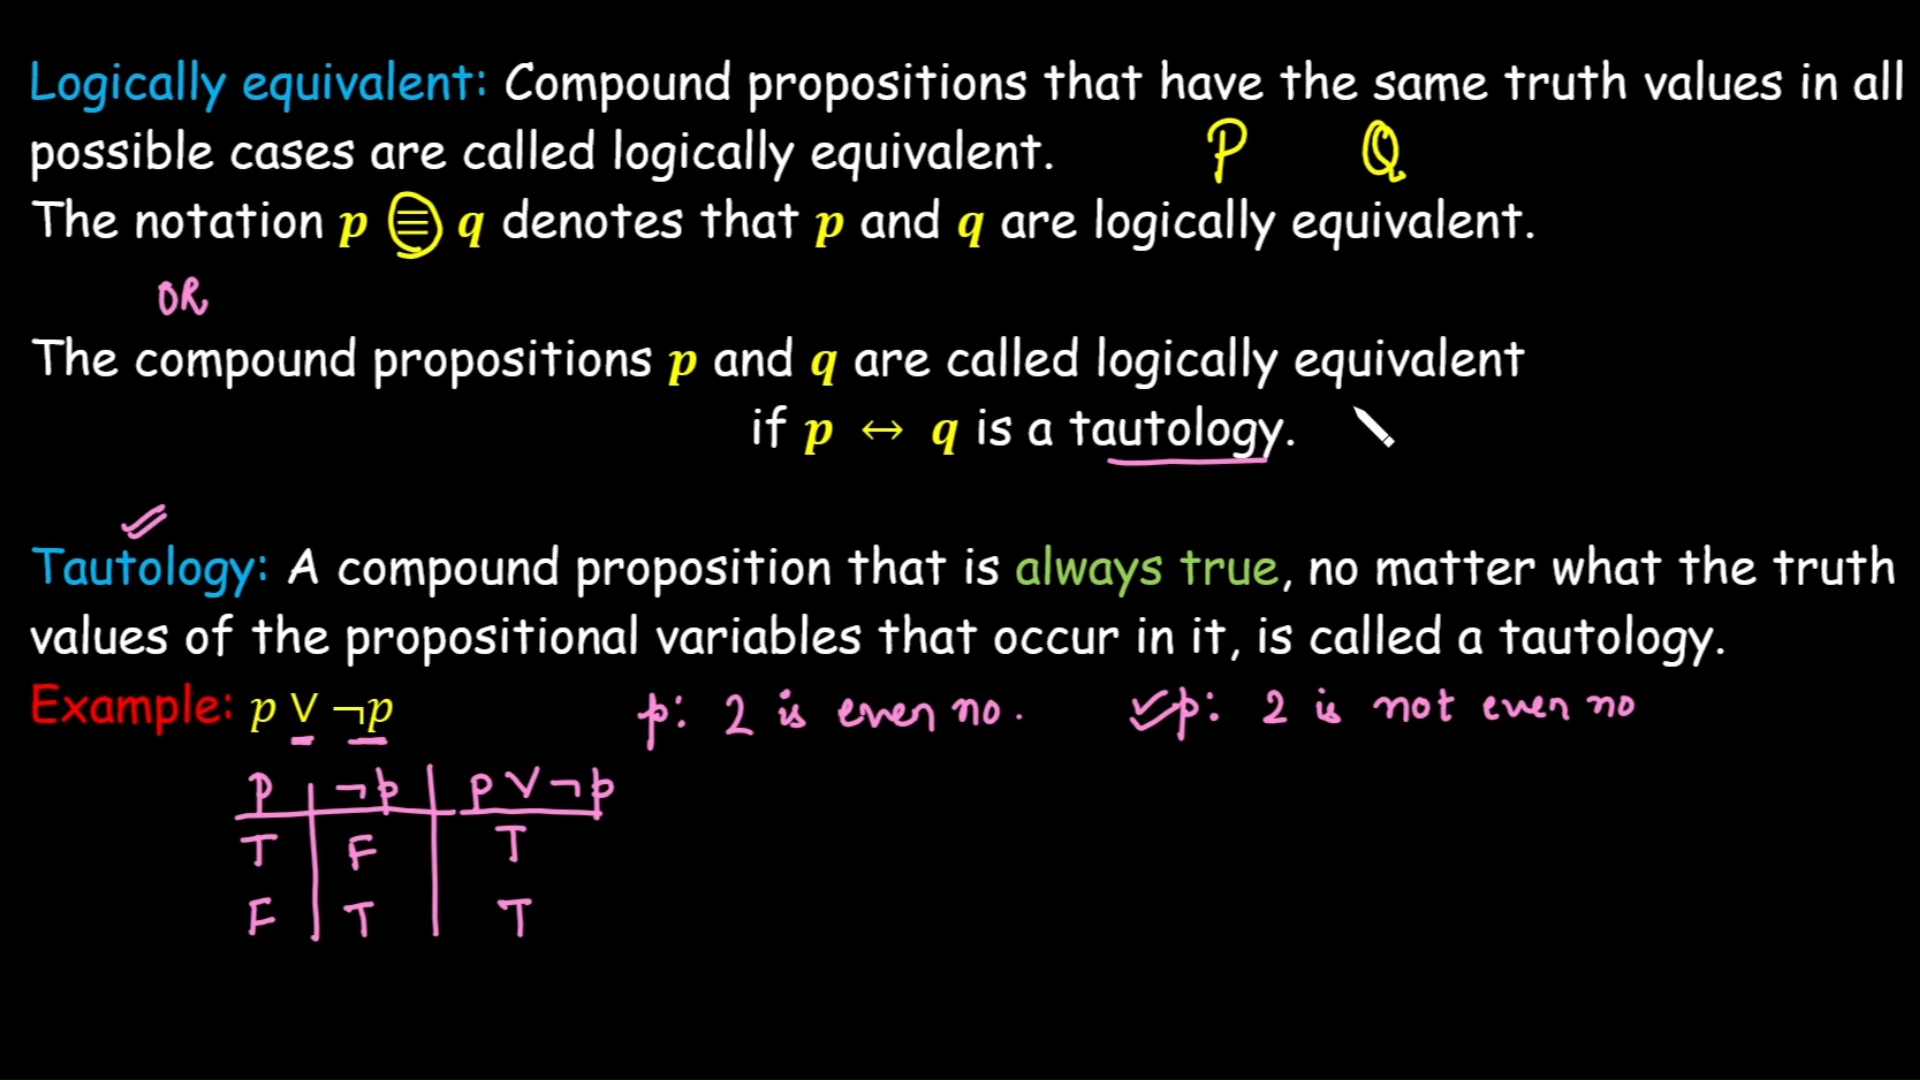 Logically equivalent: Compound propositions that have the same truth values in all
possible cases are called logically equivalent. P Q
The notation p ≡ q denotes that p and q are logically equivalent.
OR
The compound propositions p and q are called logically equivalent
if p ↔ q is a tautology.
Tautology: A compound proposition that is always true, no matter what the truth
values of the propositional variables that occur in it, is called a tautology.
Example: p ∨ ¬p p: 2 is even no. p: 2 is not even no
P ¬p p ∨ ¬p
T F T
F T T